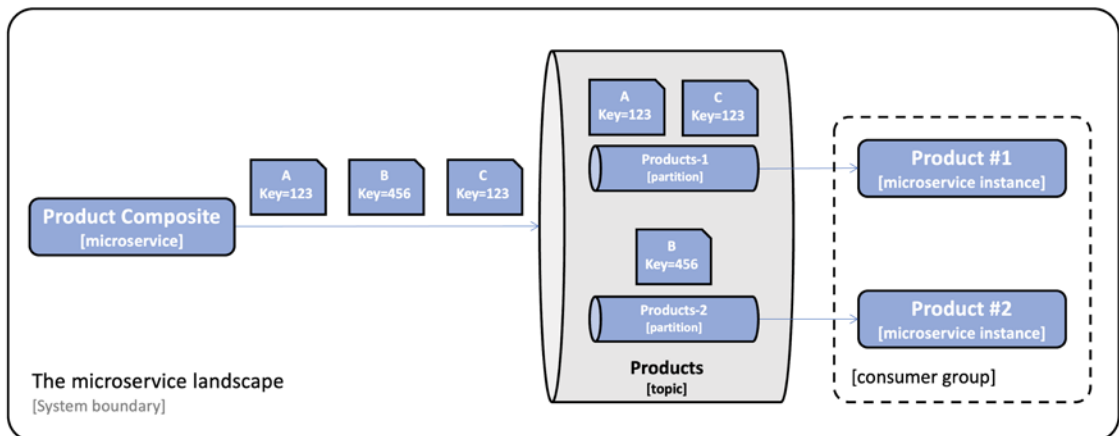 A
Key=123
B
Key=456
C
Key=123
Product Composite
[microservice]
A
Key=123
C
Key=123
Products-1
[partition]
B
Key=456
Products-2
[partition]
Products
[topic]
Product #1
[microservice instance]
Product #2
[microservice instance]
[consumer group]
The microservice landscape
[System boundary]